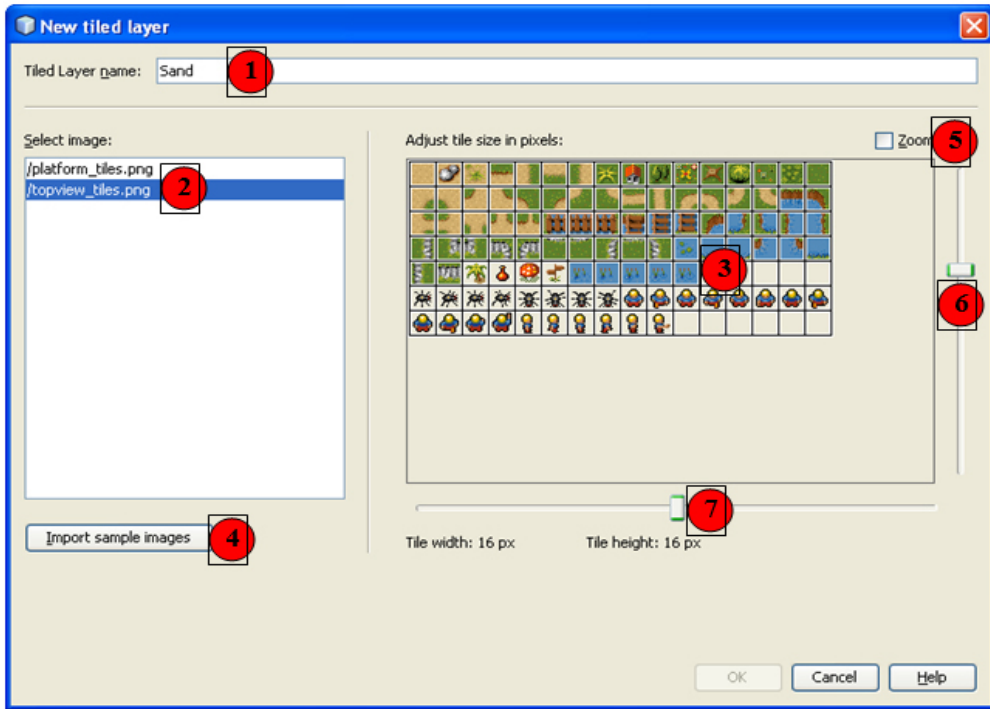 New tiled layer
Tiled Layer name: Sand 1
Select image:
Adjust tile size in pixels:
Zoom 5
/platform_tiles.png
/topview_tiles.png 2
3
6
7
Import sample images 4
Tile width: 16 px Tile height: 16 px
OK Cancel Help